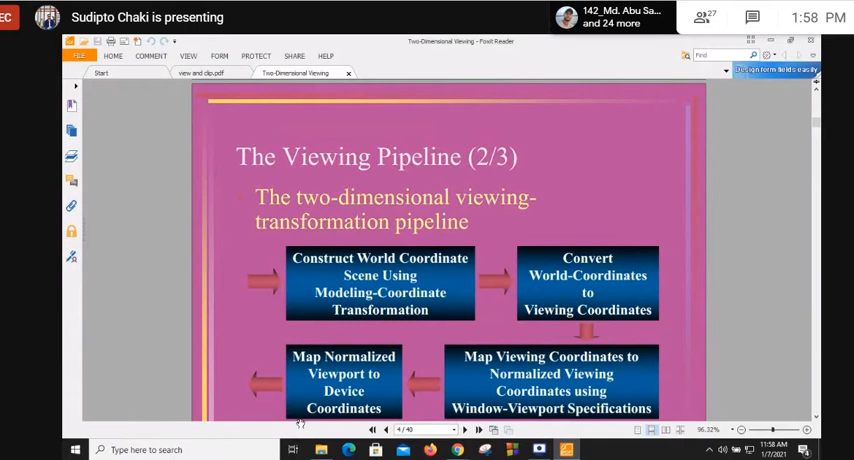 EC
Sudipto Chaki is presenting
142_Md. Abu Sa...
and 24 more
27
1:58 PM
Two-Dimensional Viewing - Foxit Reader
FILE
HOME
COMMENT
VIEW
FORM
PROTECT
SHARE
HELP
Find
Start
view and clip.pdf
Two-Dimensional Viewing
Design form fields easily
The Viewing Pipeline (2/3)
The two-dimensional viewing-
transformation pipeline
Construct World Coordinate
Scene Using
Modeling-Coordinate
Transformation
Convert
World-Coordinates
to
Viewing Coordinates
Map Normalized
Viewport to
Device
Coordinates
Map Viewing Coordinates to
Normalized Viewing
Coordinates using
Window-Viewport Specifications
4 / 40
96.32%
Type here to search
11:58 AM
1/7/2021